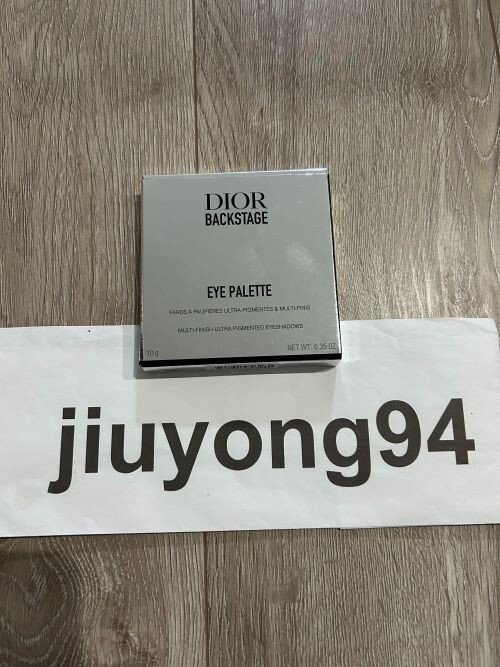 DIOR
BACKSTAGE
EYE PALETTE
FARDS À PAUPIÈRES ULTRA-PIGMENTÉS & MULTI-FINIS
MULTI-FINISH ULTRA PIGMENTED EYESHADOWS
10 g NET WT. 0.35 OZ
jiuyong94